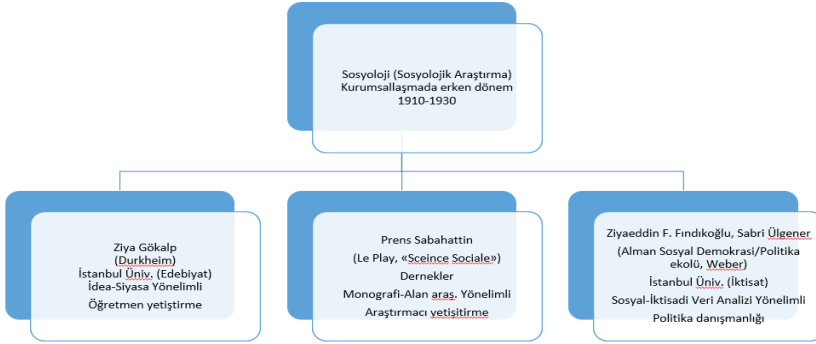 Sosyoloji (Sosyolojik Araştırma)
Kurumsallaşmada erken dönem
1910-1930
Ziya Gökalp
(Durkheim)
İstanbul Üniv. (Edebiyat)
İdea-Siyasa Yönelimli
Öğretmen yetiştirme
Prens Sabahattin
(Le Play, «Sceince Sociale»)
Dernekler
Monografi-Alan araş. Yönelimli
Araştırmacı yetişitirme
Ziyaeddin F. Fındıkoğlu, Sabri Ülgener
(Alman Sosyal Demokrasi/Politika
ekolü, Weber)
İstanbul Üniv. (İktisat)
Sosyal-İktisadi Veri Analizi Yönelimli
Politika danışmanlığı